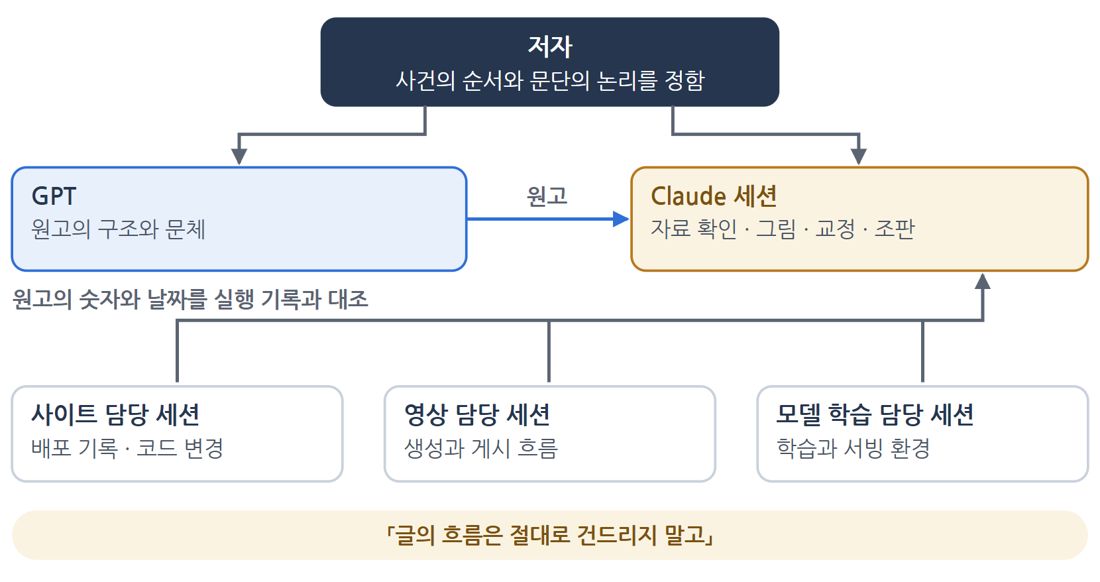 저자
사건의 순서와 문단의 논리를 정함
GPT
원고의 구조와 문체
원고
Claude 세션
자료 확인 · 그림 · 교정 · 조판
원고의 숫자와 날짜를 실행 기록과 대조
사이트 담당 세션
배포 기록 · 코드 변경
영상 담당 세션
생성과 게시 흐름
모델 학습 담당 세션
학습과 서빙 환경
「글의 흐름은 절대로 건드리지 말고」